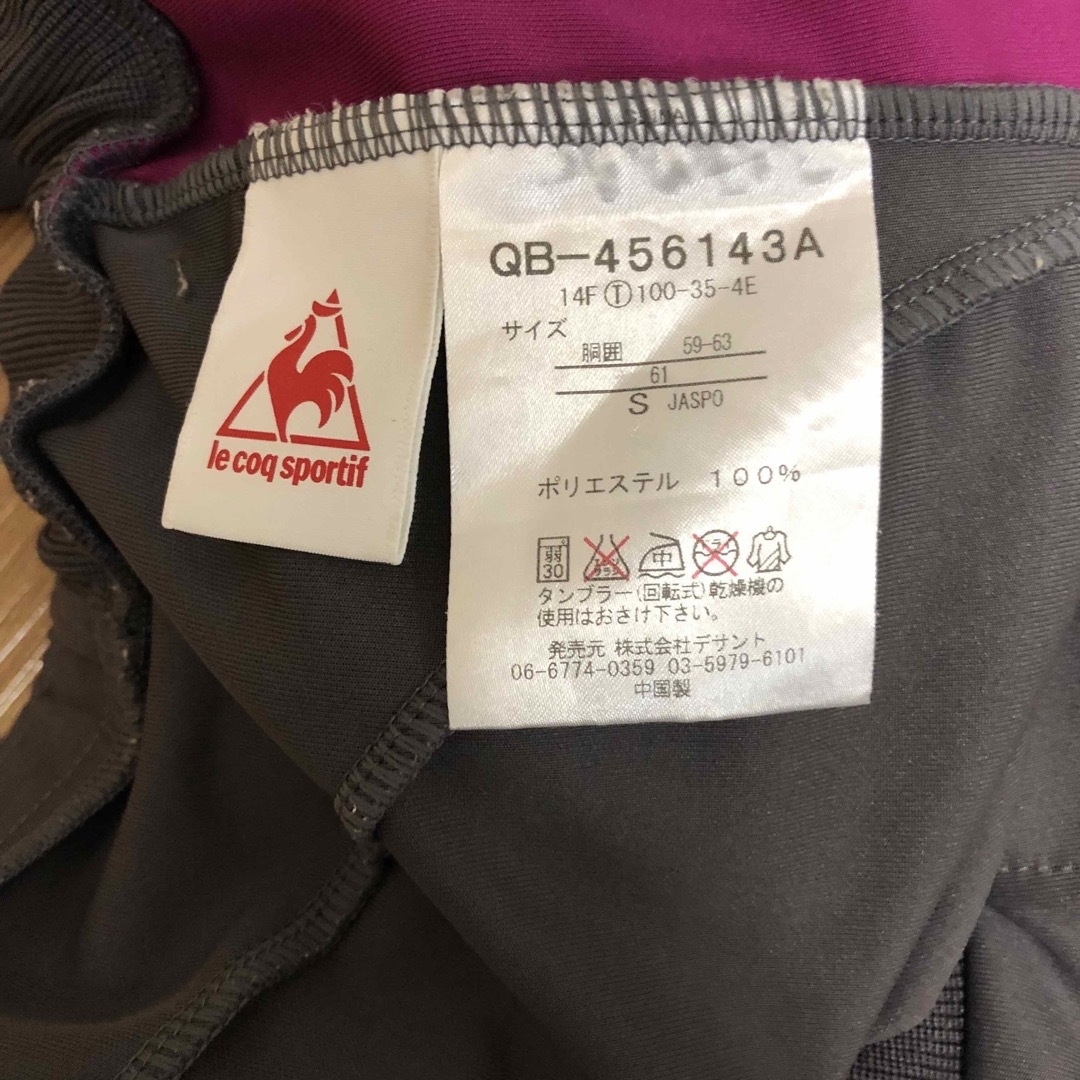 le coq sportif
QB-456143A
14F Ⓣ 100-35-4E
サイズ
胴囲 59-63
61
S JASPO
ポリエステル 100%
弱
30
中
タンブラー(回転式)乾燥機の
使用はおさけ下さい。
発売元 株式会社デサント
06-6774-0359 03-5979-6101
中国製